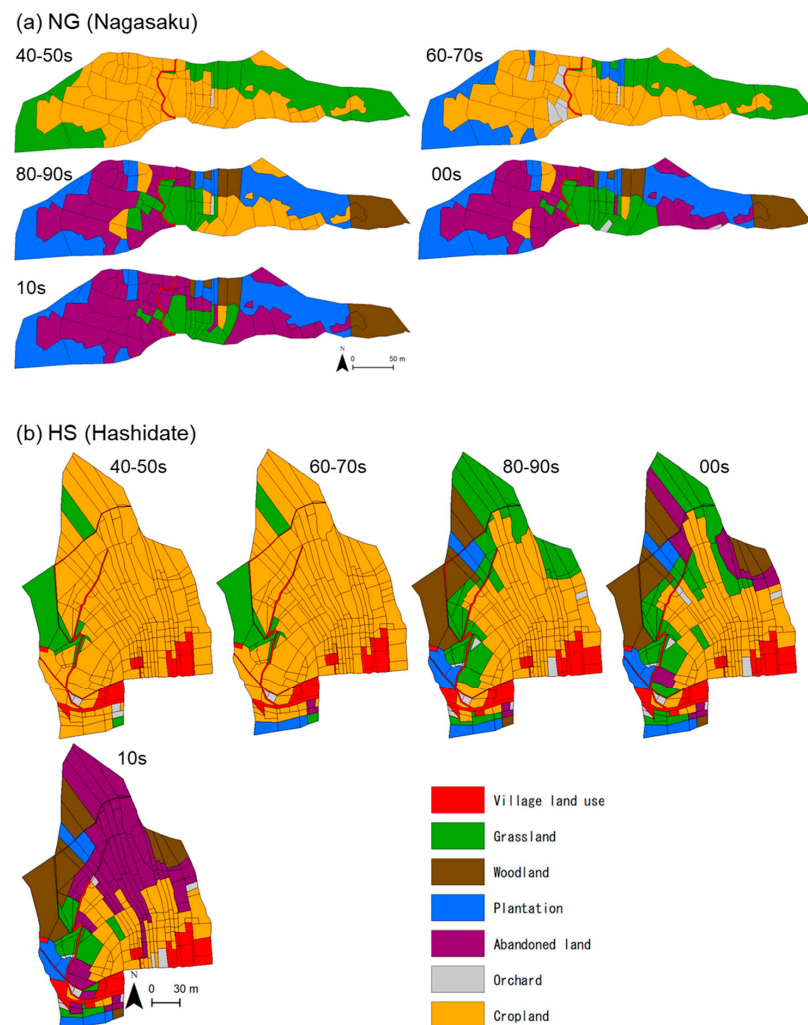 (a) NG (Nagasaku)
40-50s
60-70s
80-90s
00s
10s
N
0 50 m
(b) HS (Hashidate)
40-50s
60-70s
80-90s
00s
10s
N
0 30 m
Village land use
Grassland
Woodland
Plantation
Abandoned land
Orchard
Cropland